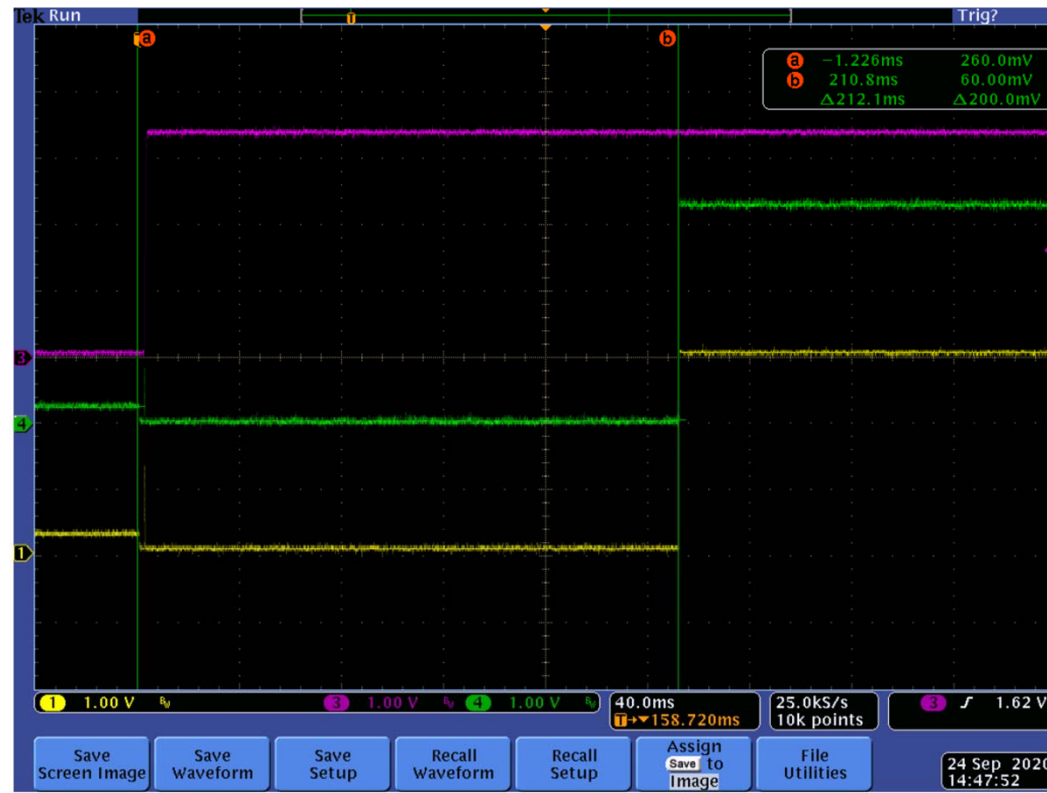 Tek Run Trig?
T
a b
a −1.226ms 260.0mV
b 210.8ms 60.00mV
Δ212.1ms Δ200.0mV
3
4
1
1 1.00 V BW 3 1.00 V BW 4 1.00 V BW
40.0ms
T→▼158.720ms
25.0kS/s
10k points
3 1.62 V
Save Screen Image
Save Waveform
Save Setup
Recall Waveform
Recall Setup
Assign Save to Image
File Utilities
24 Sep 2020
14:47:52